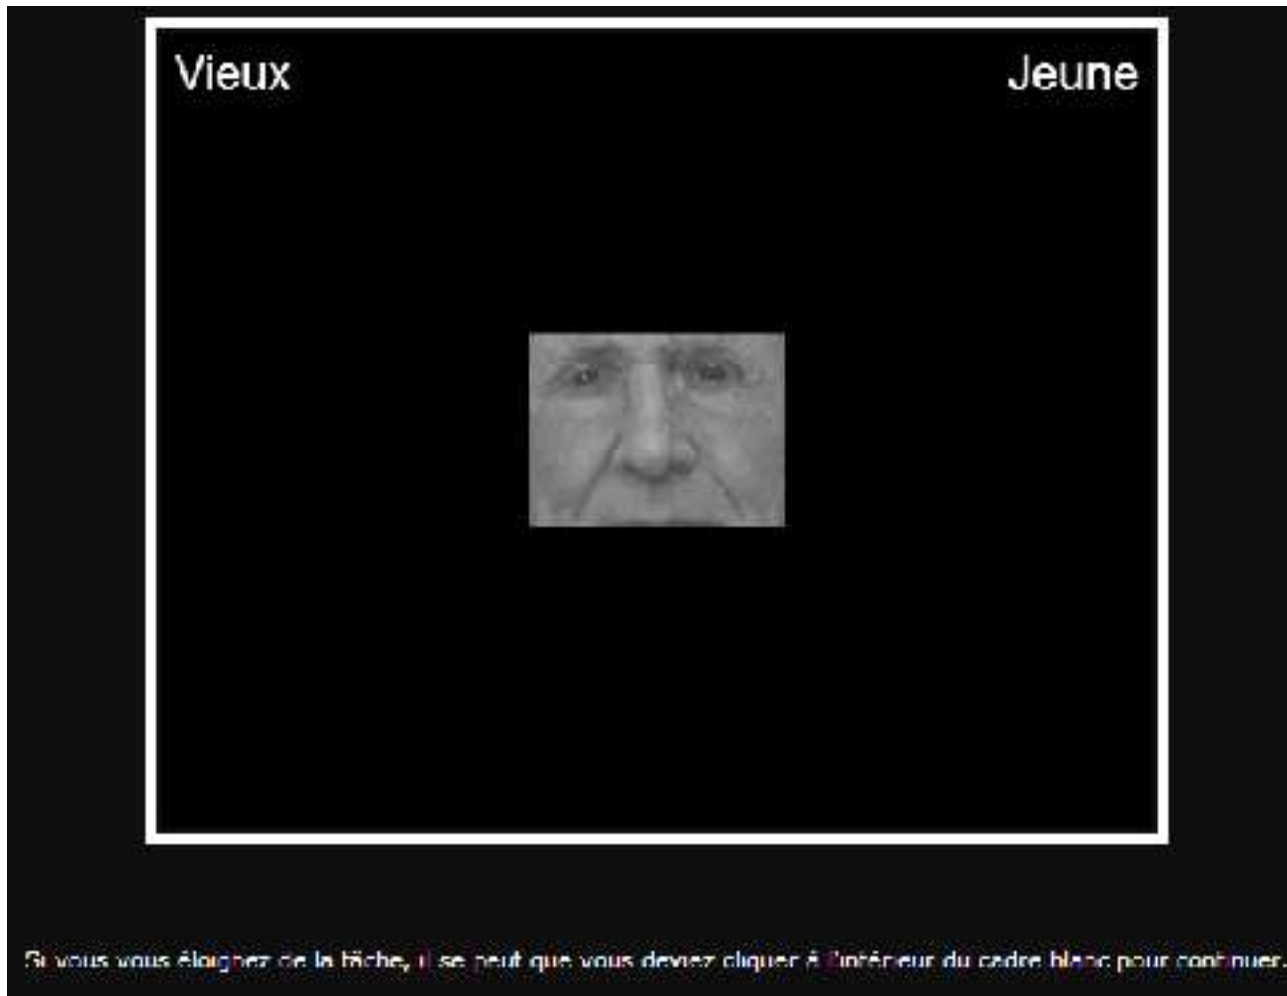 Vieux
Jeune
Si vous vous éloignez de la tâche, il se peut que vous deviez cliquer à l'intérieur du cadre blanc pour continuer.